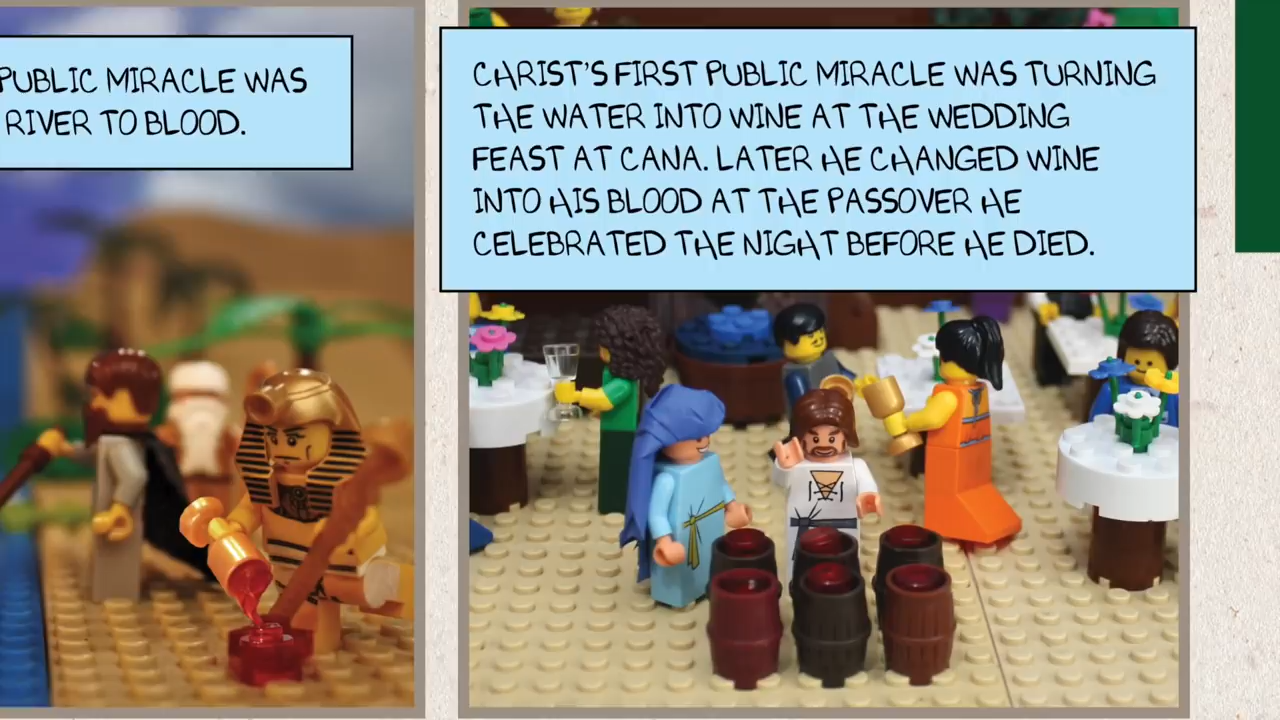 PUBLIC MIRACLE WAS
RIVER TO BLOOD.
CHRIST'S FIRST PUBLIC MIRACLE WAS TURNING
THE WATER INTO WINE AT THE WEDDING
FEAST AT CANA. LATER HE CHANGED WINE
INTO HIS BLOOD AT THE PASSOVER HE
CELEBRATED THE NIGHT BEFORE HE DIED.